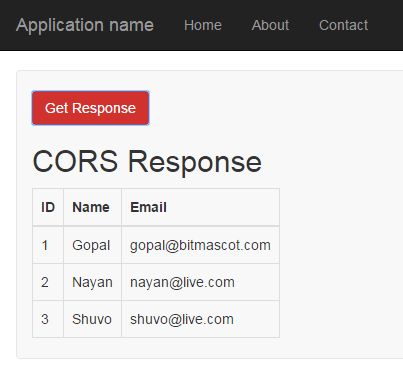 Application name Home About Contact
Get Response
CORS Response
ID Name Email
1 Gopal gopal@bitmascot.com
2 Nayan nayan@live.com
3 Shuvo shuvo@live.com